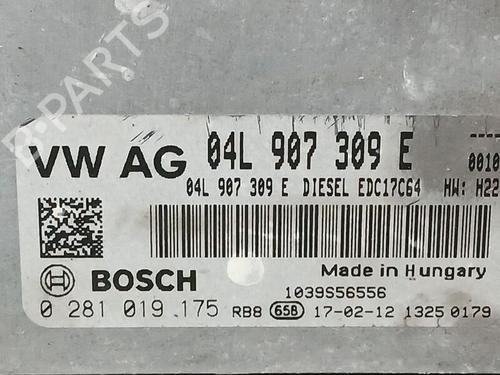 B-PARTS
VW AG 04L 907 309 E
0010
04L 907 309 E DIESEL EDC17C64 HW: H22
BOSCH
Made in Hungary
1039S56556
0 281 019 175 RB8 658 17-02-12 1325 0179